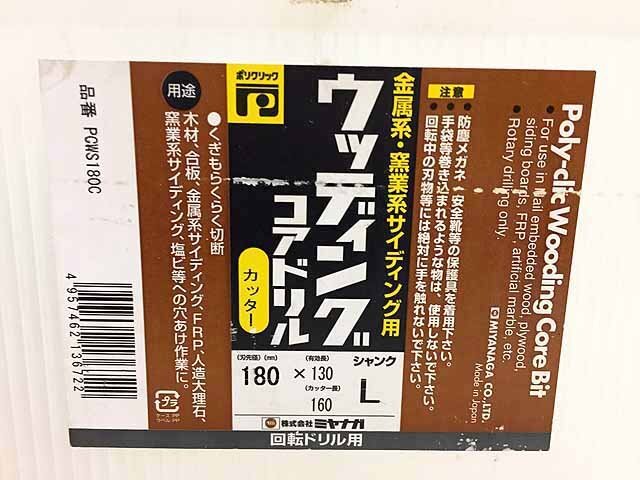 Poly-clic Wooding Core Bit
• For use in nail embedded wood, plywood,
siding boards, FRP, artificial marble, etc.
• Rotary drilling only.
MIYANAGA CO.,LTD.
Made in Japan
注意
• 防塵メガネ・安全靴等の保護具を着用下さい。
• 手袋等巻き込まれるような物は、使用しないで下さい。
• 回転中の刃物等には絶対に手を触れないで下さい。
金属系・窯業系サイディング用
ポリクリック
ウッディング
コアドリル
カッター
(刃先径)(mm)
180
×
(有効長)
130
(カッター長)
160
シャンク
L
株式会社ミヤナガ
回転ドリル用
用途
●くぎもらくらく切断
木材、合板、金属系サイディング、FRP、人造大理石、
窯業系サイディング、塩ビ等への穴あけ作業に。
プラ
ケース:PP
ラベル:PP
品番 PCWS180C
4 957462 136722